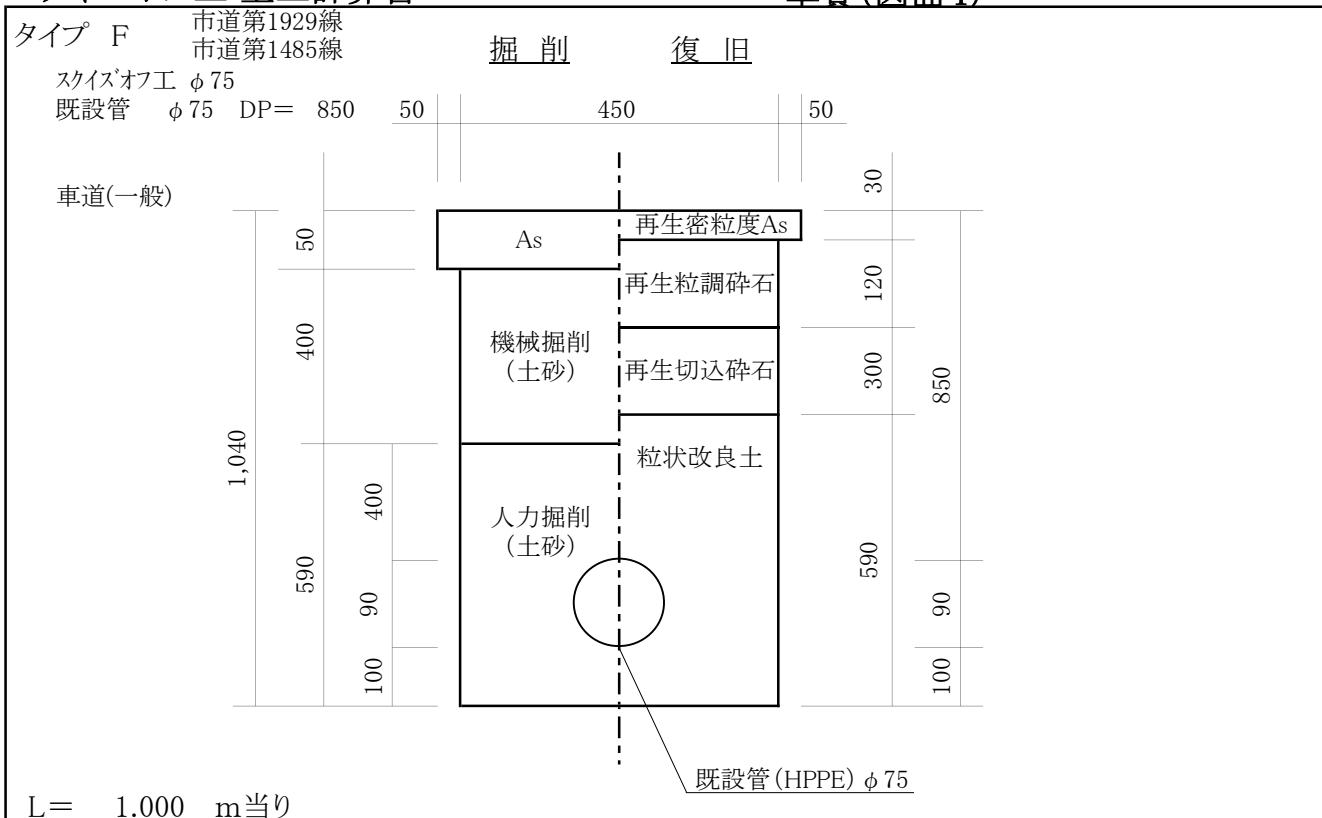 タイプ F
市道第1929線
市道第1485線
掘 削
復 旧
スクイズオフ工 φ75
既設管 φ75 DP= 850
50
450
50
車道(一般)
30
50
As
再生密粒度As
再生粒調砕石
120
400
機械掘削
(土砂)
再生切込砕石
300
850
1,040
粒状改良土
400
人力掘削
(土砂)
590
590
90
90
100
100
既設管(HPPE)φ75
L= 1.000 m当り